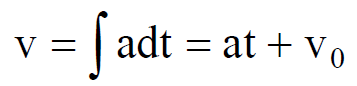 v = ∫ adt = at + v₀